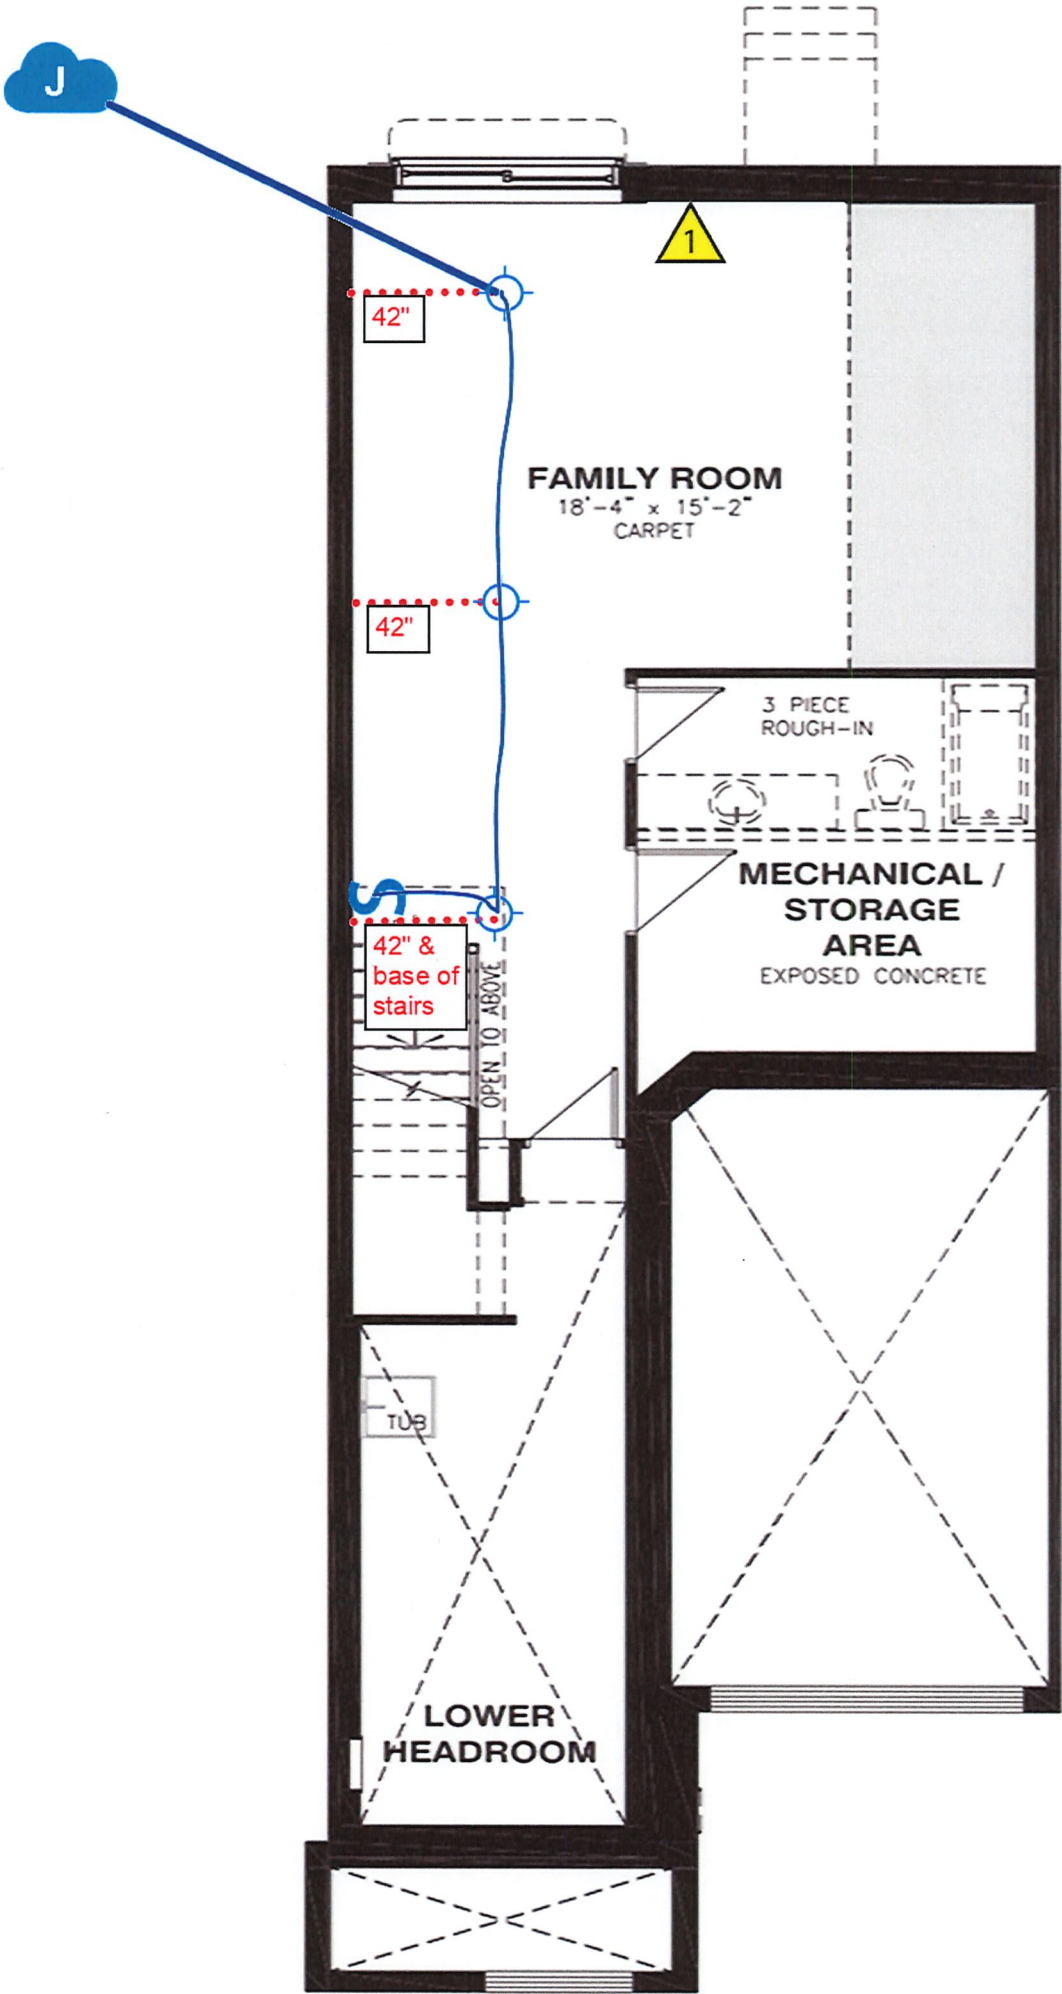 J
1
42"
FAMILY ROOM
18'-4" x 15'-2"
CARPET
42"
3 PIECE
ROUGH-IN
MECHANICAL /
STORAGE
AREA
EXPOSED CONCRETE
S
42" &
base of
stairs
OPEN TO ABOVE
TUB
LOWER
HEADROOM